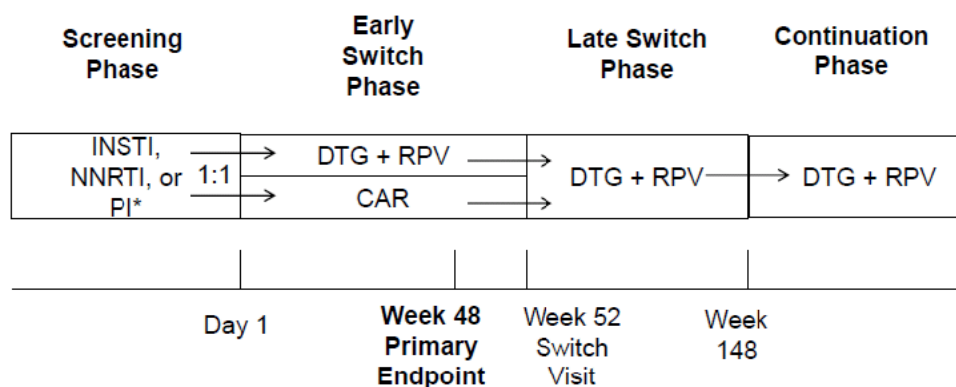 Screening
Phase
Early
Switch
Phase
Late Switch
Phase
Continuation
Phase
INSTI,
NNRTI, or
PI*
1:1
DTG + RPV
CAR
DTG + RPV
DTG + RPV
Day 1
Week 48
Primary
Endpoint
Week 52
Switch
Visit
Week
148